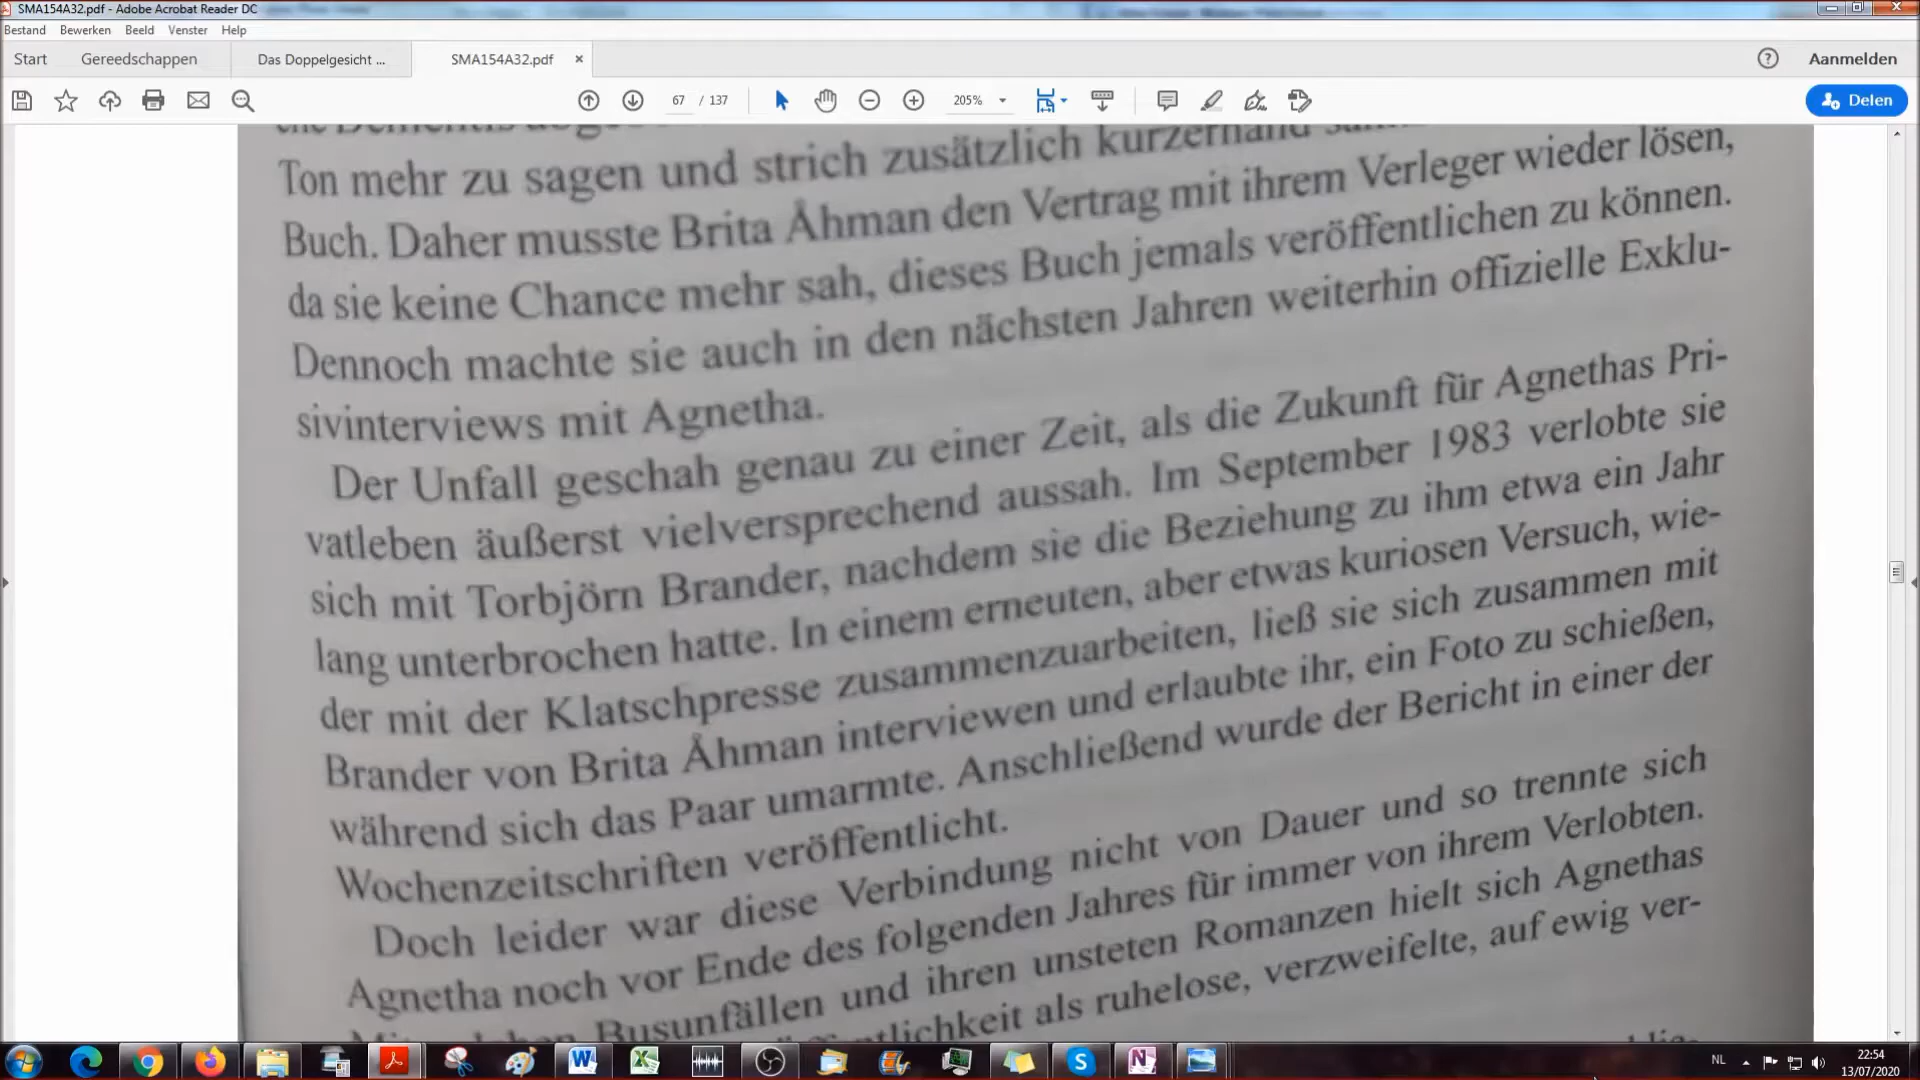 SMA154A32.pdf - Adobe Acrobat Reader DC
Bestand Bewerken Beeld Venster Help
Start Gereedschappen Das Doppelgesicht ... SMA154A32.pdf × Aanmelden
67 / 137 205% Delen
Ton mehr zu sagen und strich zusätzlich kurzerhand
Buch. Daher musste Brita Åhman den Vertrag mit ihrem Verleger wieder lösen,
da sie keine Chance mehr sah, dieses Buch jemals veröffentlichen zu können.
Dennoch machte sie auch in den nächsten Jahren weiterhin offizielle Exklu-
sivinterviews mit Agnetha.
Der Unfall geschah genau zu einer Zeit, als die Zukunft für Agnethas Pri-
vatleben äußerst vielversprechend aussah. Im September 1983 verlobte sie
sich mit Torbjörn Brander, nachdem sie die Beziehung zu ihm etwa ein Jahr
lang unterbrochen hatte. In einem erneuten, aber etwas kuriosen Versuch, wie-
der mit der Klatschpresse zusammenzuarbeiten, ließ sie sich zusammen mit
Brander von Brita Åhman interviewen und erlaubte ihr, ein Foto zu schießen,
während sich das Paar umarmte. Anschließend wurde der Bericht in einer der
Wochenzeitschriften veröffentlicht.
Doch leider war diese Verbindung nicht von Dauer und so trennte sich
Agnetha noch vor Ende des folgenden Jahres für immer von ihrem Verlobten.
Busunfällen und ihren unsteten Romanzen hielt sich Agnethas
als ruhelose, verzweifelte, auf ewig ver-
NL 22:54
13/07/2020